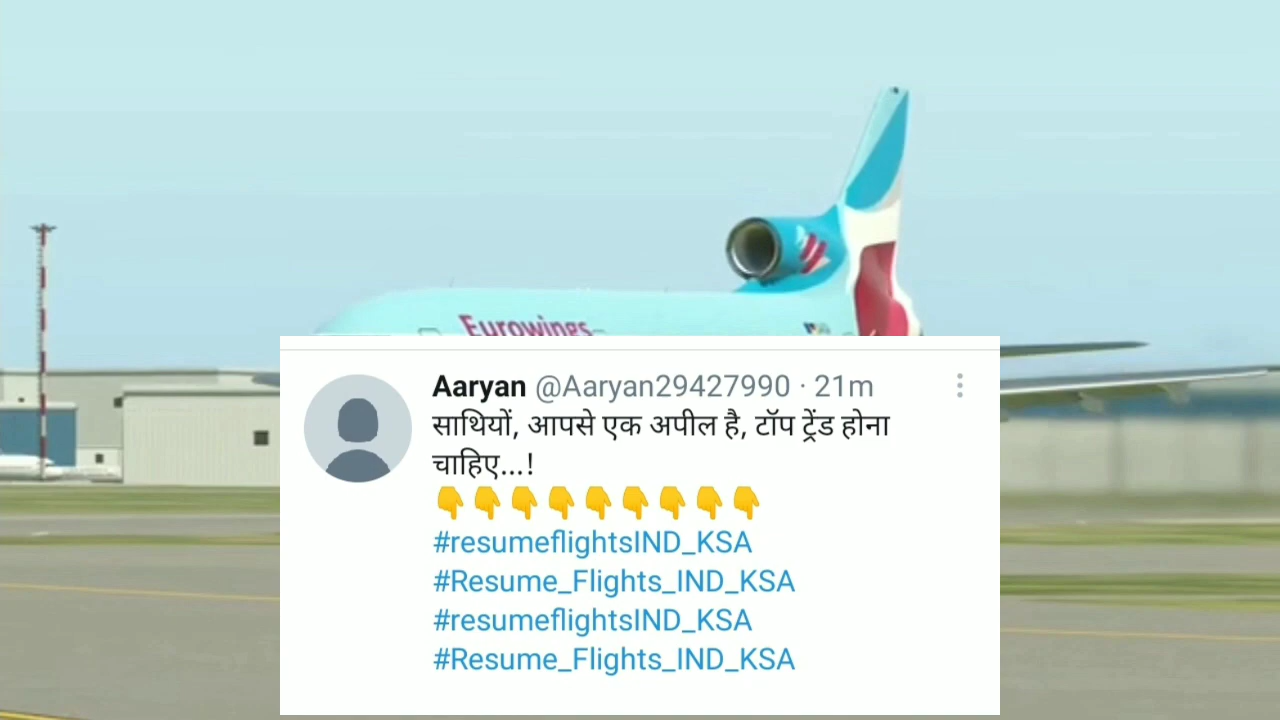 Eurowings
Aaryan @Aaryan29427990 · 21m
साथियों, आपसे एक अपील है, टॉप ट्रेंड होना
चाहिए...!
👇👇👇👇👇👇👇👇👇
#resumeflightsIND_KSA
#Resume_Flights_IND_KSA
#resumeflightsIND_KSA
#Resume_Flights_IND_KSA